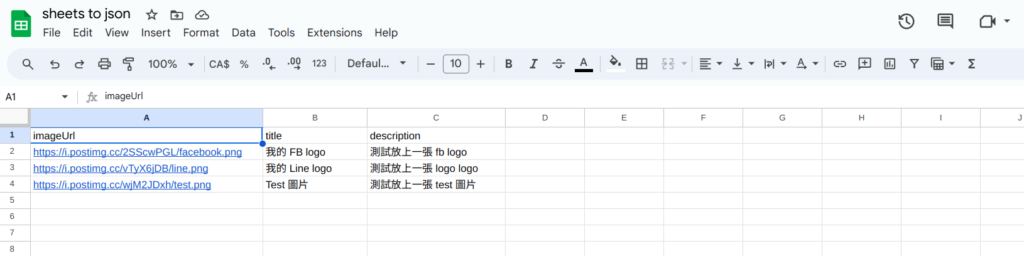 sheets to json
File Edit View Insert Format Data Tools Extensions Help
100% CA$ % .0 .00 123 Defaul... 10 B I S A
A1 fx imageUrl
A B C D E F G H I J
1 imageUrl title description
2 https://i.postimg.cc/2SScwPGL/facebook.png 我的 FB logo 測試放上一張 fb logo
3 https://i.postimg.cc/vTyX6jDB/line.png 我的 Line logo 測試放上一張 logo logo
4 https://i.postimg.cc/wjM2JDxh/test.png Test 圖片 測試放上一張 test 圖片
5
6
7
8